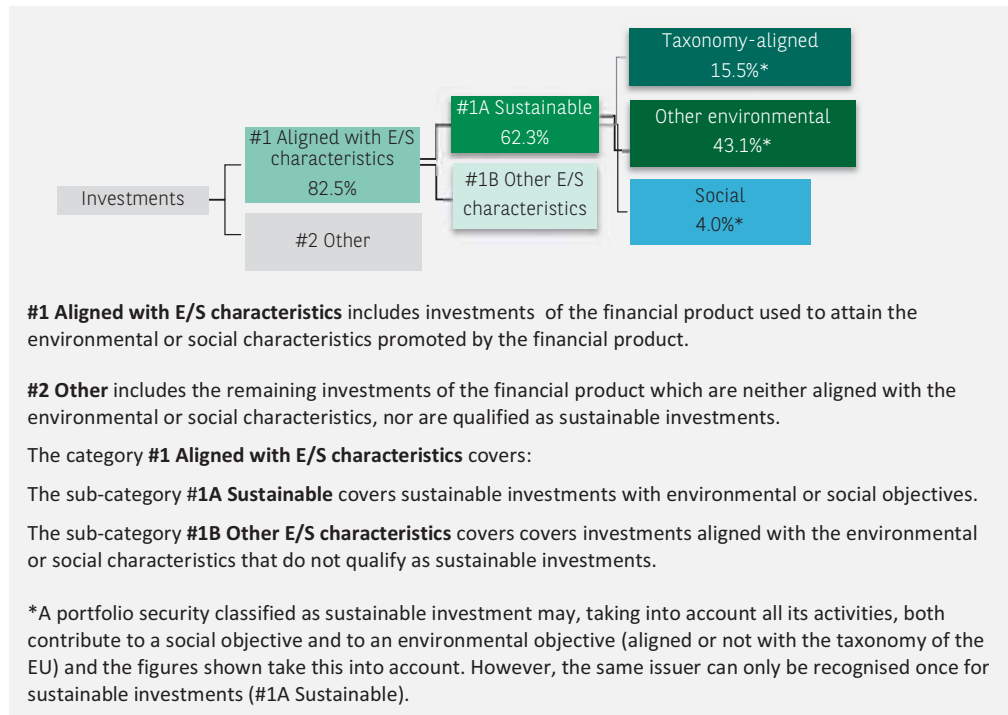 Taxonomy-aligned
15.5%*
#1A Sustainable
62.3%
Other environmental
43.1%*
#1 Aligned with E/S
characteristics
82.5%
#1B Other E/S
characteristics
Investments
Social
4.0%*
#2 Other
#1 Aligned with E/S characteristics includes investments of the financial product used to attain the
environmental or social characteristics promoted by the financial product.
#2 Other includes the remaining investments of the financial product which are neither aligned with the
environmental or social characteristics, nor are qualified as sustainable investments.
The category #1 Aligned with E/S characteristics covers:
The sub-category #1A Sustainable covers sustainable investments with environmental or social objectives.
The sub-category #1B Other E/S characteristics covers covers investments aligned with the environmental
or social characteristics that do not qualify as sustainable investments.
*A portfolio security classified as sustainable investment may, taking into account all its activities, both
contribute to a social objective and to an environmental objective (aligned or not with the taxonomy of the
EU) and the figures shown take this into account. However, the same issuer can only be recognised once for
sustainable investments (#1A Sustainable).